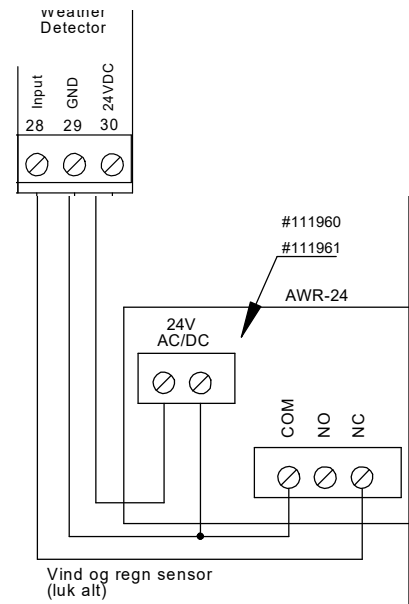 Weather
Detector
Input
GND
24VDC
28 29 30
#111960
#111961
AWR-24
24V
AC/DC
COM
NO
NC
Vind og regn sensor
(luk alt)